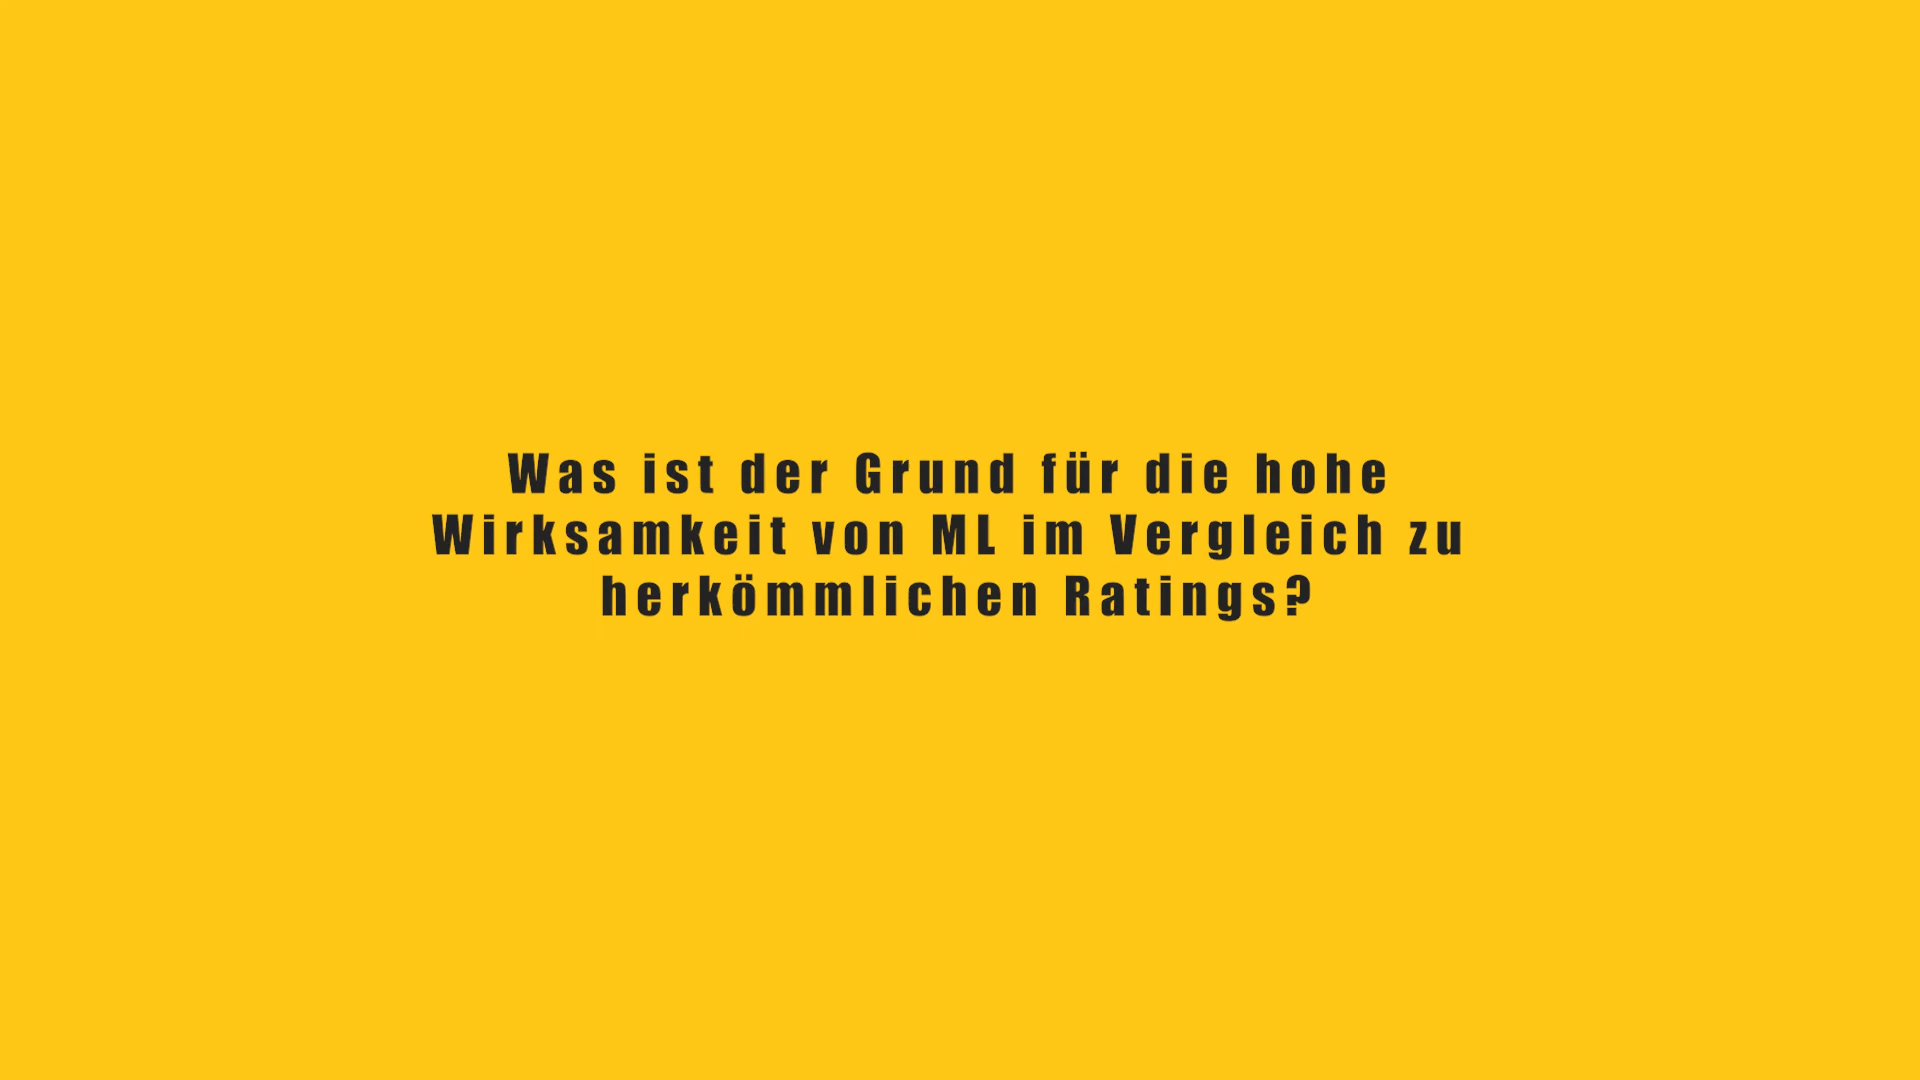 Was ist der Grund für die hohe
Wirksamkeit von ML im Vergleich zu
herkömmlichen Ratings?